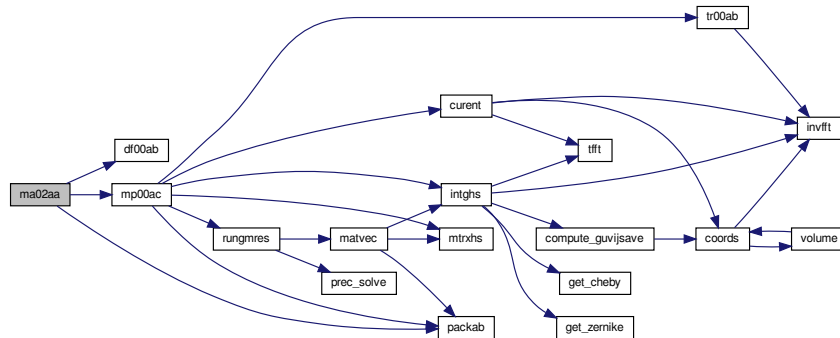 tr00ab
curent
invfft
df00ab
tfft
ma02aa
mp00ac
intghs
rungmres
matvec
mtrxhs
compute_guvijsave
coords
volume
prec_solve
get_cheby
packab
get_zernike